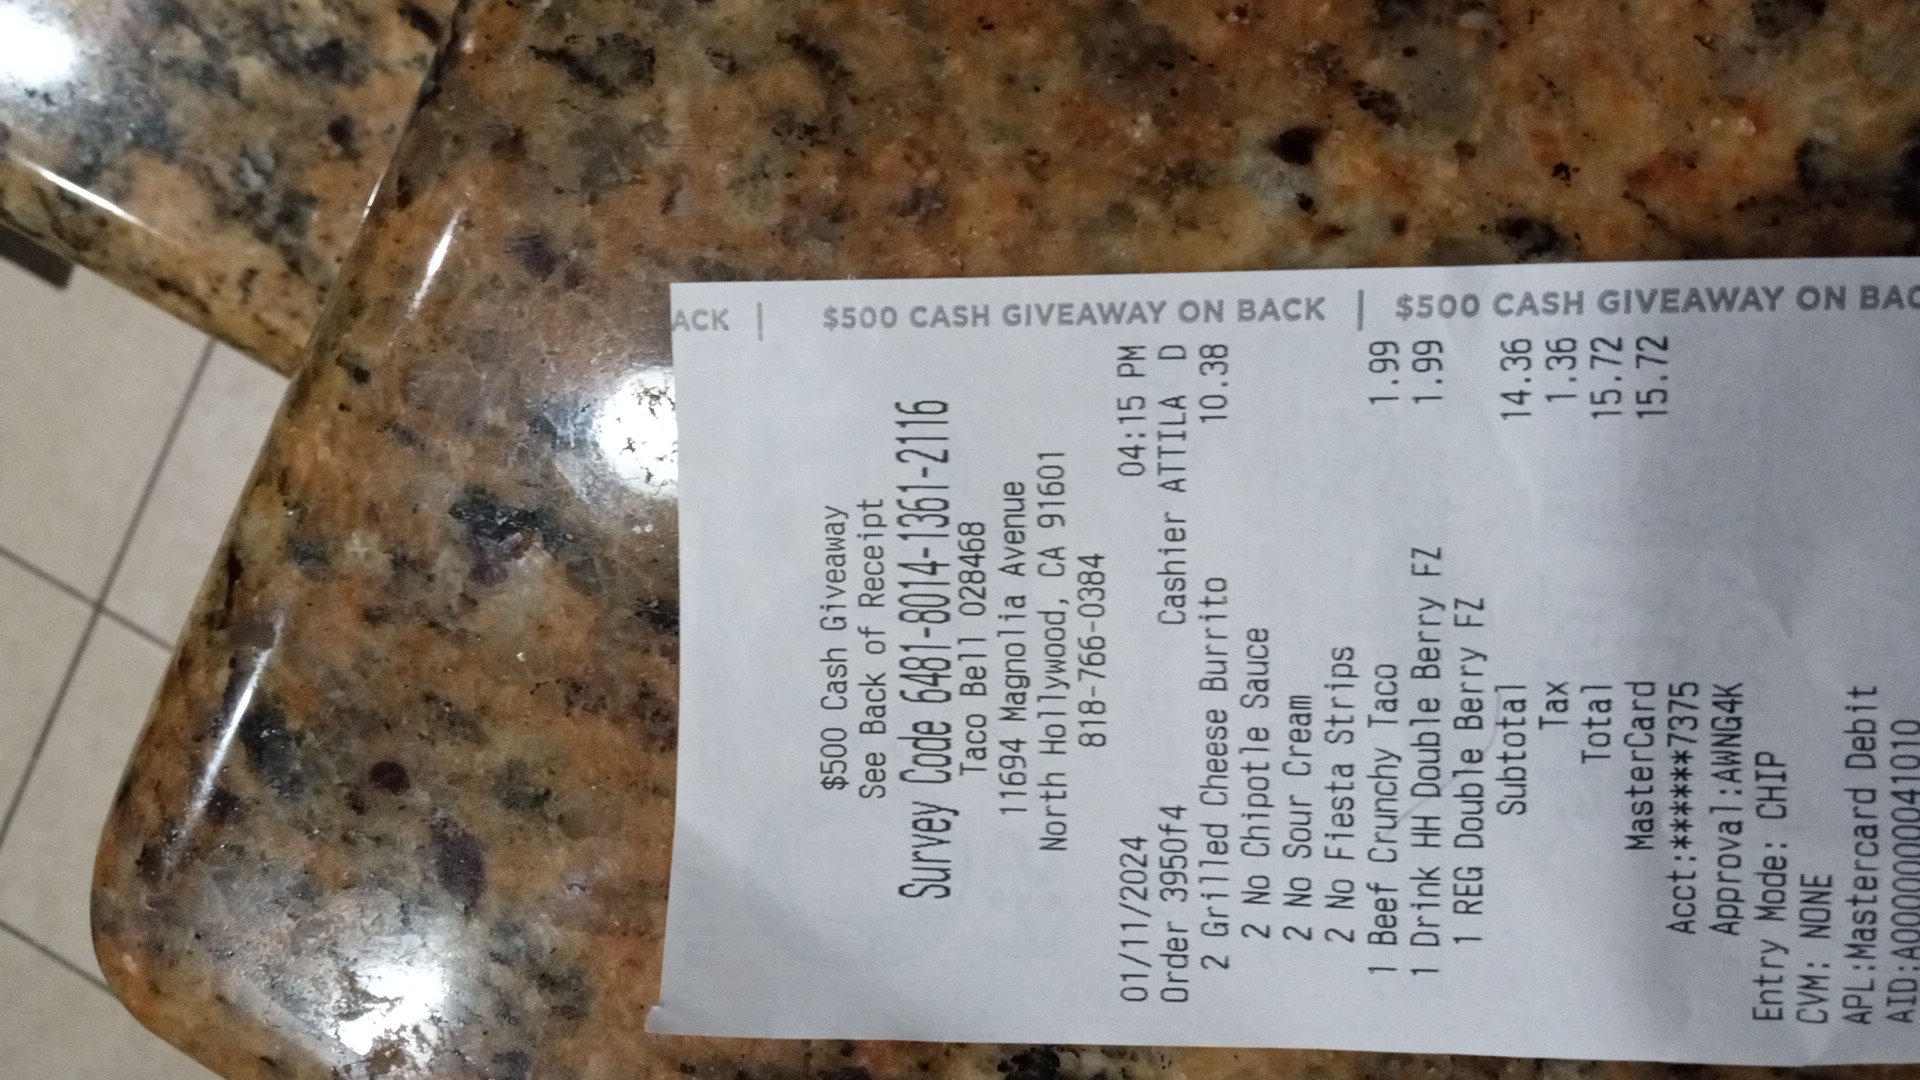 ACK | $500 CASH GIVEAWAY ON BACK | $500 CASH GIVEAWAY ON BAC
$500 Cash Giveaway
See Back of Receipt
Survey Code 6481-8014-1361-2116
Taco Bell 028468
11694 Magnolia Avenue
North Hollywood, CA 91601
818-766-0384
01/11/2024 04:15 PM
Order 3950f4 Cashier ATTILA D
2 Grilled Cheese Burrito 10.38
2 No Chipotle Sauce
2 No Sour Cream
2 No Fiesta Strips
1 Beef Crunchy Taco 1.99
1 Drink HH Double Berry FZ 1.99
1 REG Double Berry FZ
Subtotal 14.36
Tax 1.36
Total 15.72
MasterCard 15.72
Acct:*******7375
Approval:AWNG4K
Entry Mode: CHIP
CVM: NONE
APL:Mastercard Debit
AID:A0000000041010